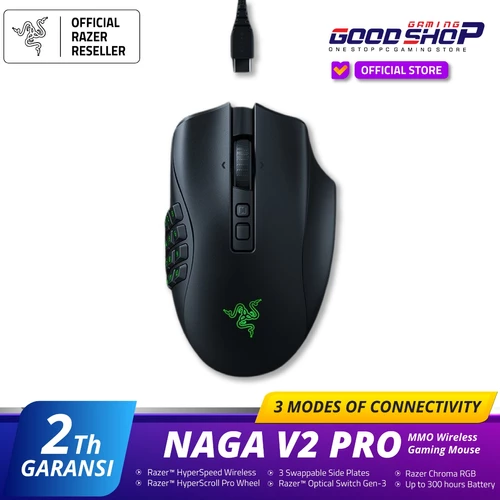 OFFICIAL
RAZER
RESELLER
GAMING
GOODSHOP
ONE STOP PC GAMING STORE
OFFICIAL STORE
3 MODES OF CONNECTIVITY
2Th
GARANSI
NAGA V2 PRO
MMO Wireless
Gaming Mouse
Razer™ HyperSpeed Wireless
3 Swappable Side Plates
Razer Chroma RGB
Razer™ HyperScroll Pro Wheel
Razer™ Optical Switch Gen-3
Up to 300 hours Battery